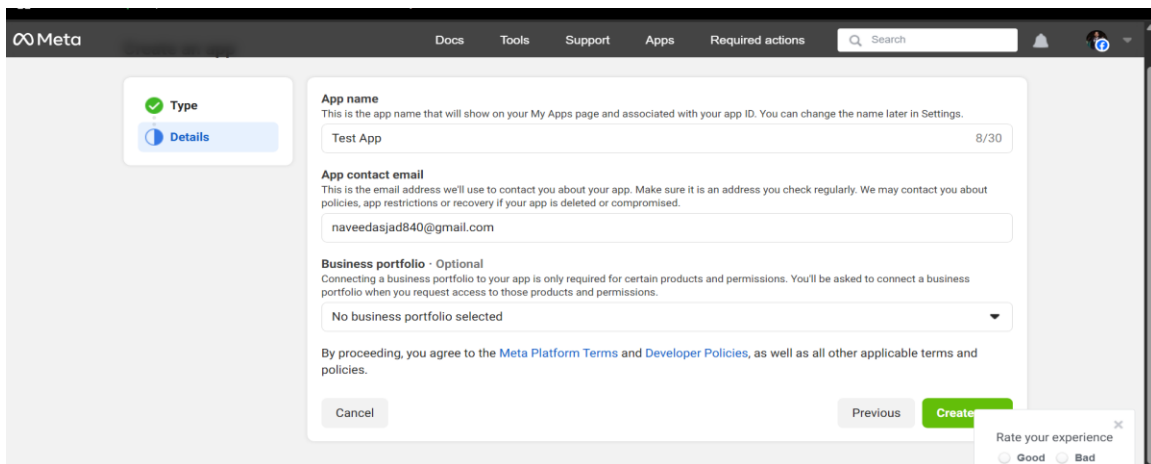 Meta
Docs Tools Support Apps Required actions Search
Type
Details
App name
This is the app name that will show on your My Apps page and associated with your app ID. You can change the name later in Settings.
Test App 8/30
App contact email
This is the email address we'll use to contact you about your app. Make sure it is an address you check regularly. We may contact you about
policies, app restrictions or recovery if your app is deleted or compromised.
naveedasjad840@gmail.com
Business portfolio · Optional
Connecting a business portfolio to your app is only required for certain products and permissions. You'll be asked to connect a business
portfolio when you request access to those products and permissions.
No business portfolio selected
By proceeding, you agree to the Meta Platform Terms and Developer Policies, as well as all other applicable terms and
policies.
Cancel Previous Create
Rate your experience
Good Bad